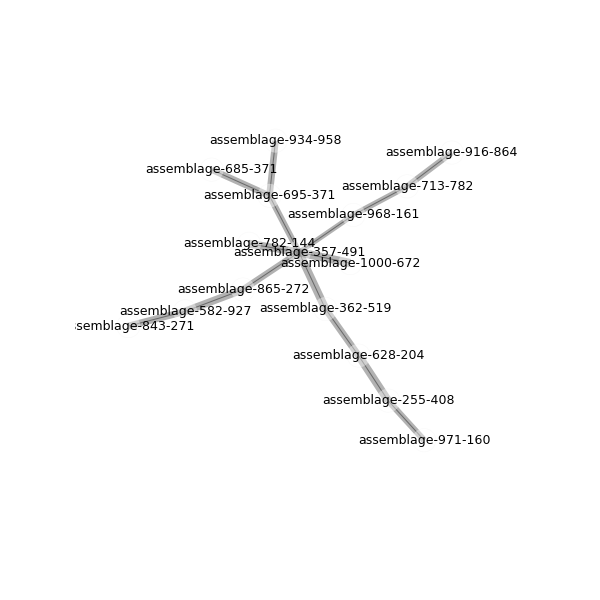 assemblage-934-958
assemblage-916-864
assemblage-685-371
assemblage-713-782
assemblage-695-371
assemblage-968-161
assemblage-782-144
assemblage-357-491
assemblage-1000-672
assemblage-865-272
assemblage-362-519
assemblage-582-927
semblage-843-271
assemblage-628-204
assemblage-255-408
assemblage-971-160